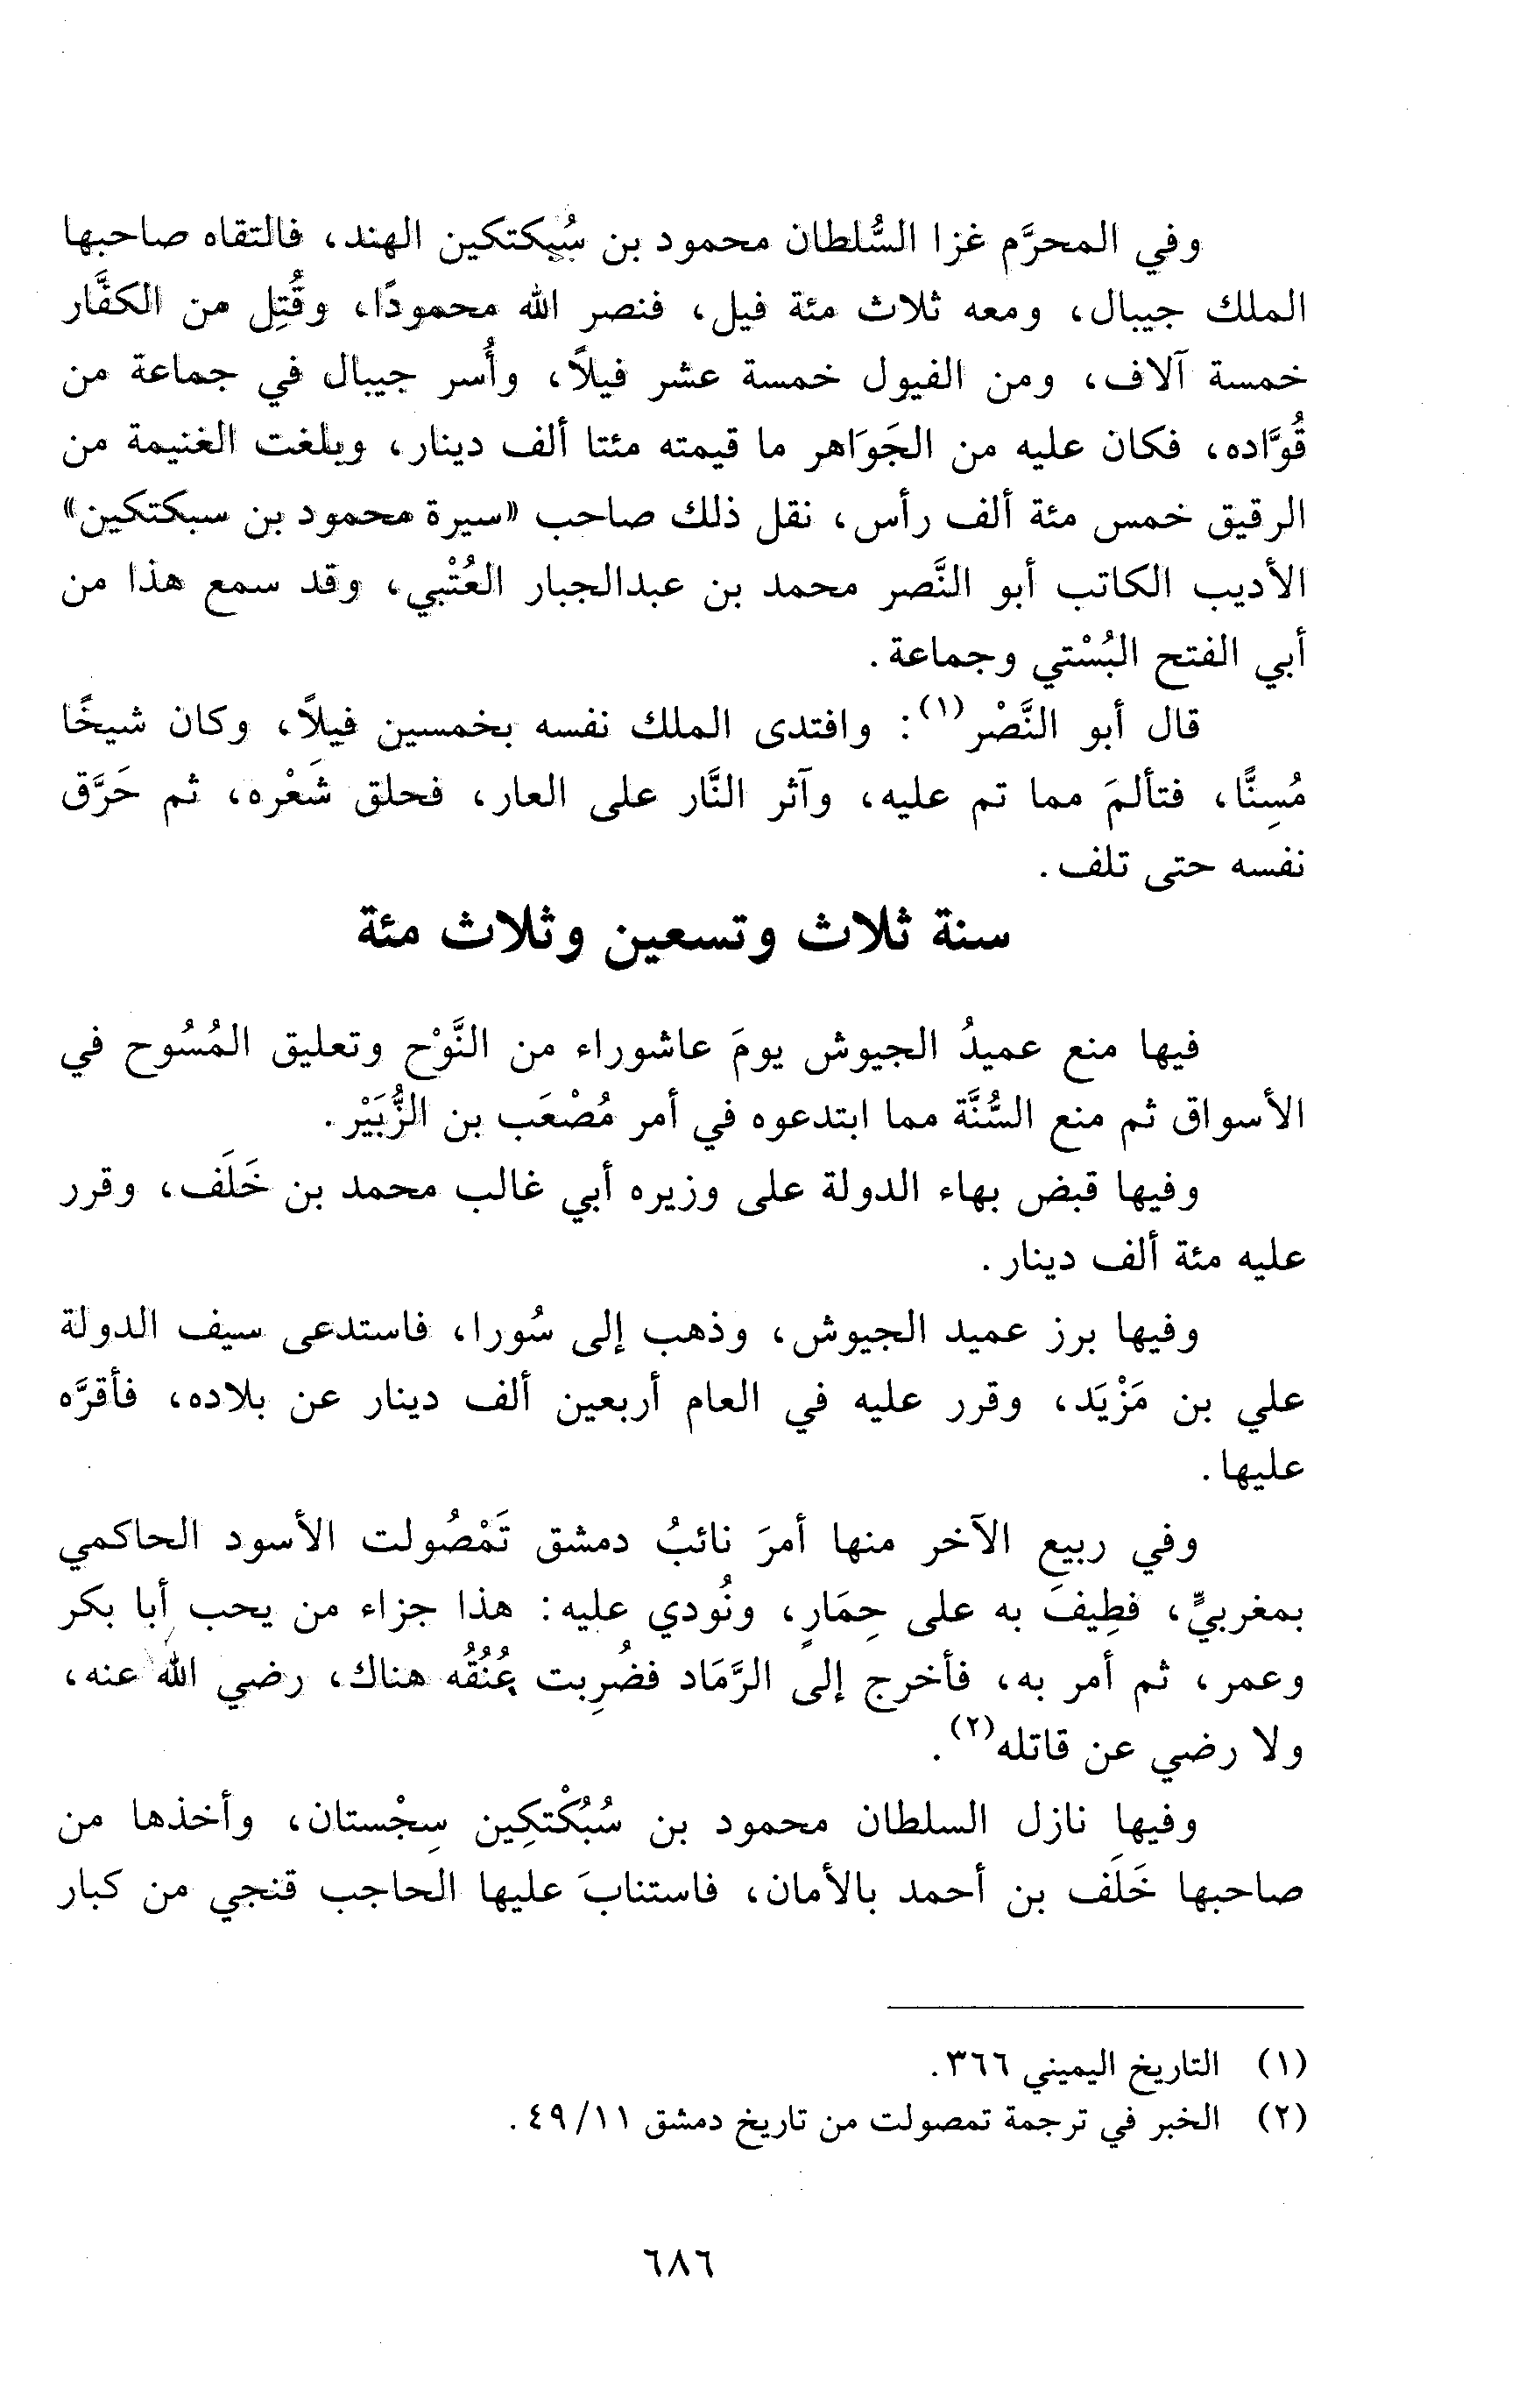 وفي المحرَّم غزا السُّلطان محمود بن سُبكتكين الهند، فالتقاه صاحبها
الملك جيبال، ومعه ثلاث مئة فيل، فنصر الله محمودًا، وقُتِل من الكفَّار
خمسة آلاف، ومن الفيول خمسة عشر فيلاً، وأُسر جيبال في جماعة من
قُوَّاده، فكان عليه من الجَوَاهر ما قيمته مئتا ألف دينار، وبلغت الغنيمة من
الرقيق خمس مئة ألف رأس، نقل ذلك صاحب «سيرة محمود بن سبكتكين»
الأديب الكاتب أبو النَّصر محمد بن عبدالجبار العُتْبي، وقد سمع هذا من
أبي الفتح البُسْتي وجماعة.
قال أبو النَّصْر(١): وافتدى الملك نفسه بخمسين فيلاً، وكان شيخًا
مُسِنًّا، فتألمَ مما تم عليه، وآثر النَّار على العار، فحلق شَعْره، ثم حَرَّق
نفسه حتى تلف.
سنة ثلاث وتسعين وثلاث مئة
فيها منع عميدُ الجيوش يومَ عاشوراء من النَّوْح وتعليق المُسُوح في
الأسواق ثم منع السُّنَّة مما ابتدعوه في أمر مُصْعَب بن الزُّبَيْر.
وفيها قبض بهاء الدولة على وزيره أبي غالب محمد بن خَلَف، وقرر
عليه مئة ألف دينار.
وفيها برز عميد الجيوش، وذهب إلى سُورا، فاستدعى سيف الدولة
علي بن مَزْيَد، وقرر عليه في العام أربعين ألف دينار عن بلاده، فأقرَّه
عليها.
وفي ربيع الآخر منها أمرَ نائبُ دمشق تَمْصُولت الأسود الحاكمي
بمغربيٍّ، فطِيفَ به على حِمَارٍ، ونُودي عليه: هذا جزاء من يحب أبا بكر
وعمر، ثم أمر به، فأخرج إلى الرَّمَاد فضُرِبت عُنُقُه هناك، رضي الله عنه،
ولا رضي عن قاتله(٢).
وفيها نازل السلطان محمود بن سُبُكْتكِين سِجْستان، وأخذها من
صاحبها خَلَف بن أحمد بالأمان، فاستنابَ عليها الحاجب قنجي من كبار
(١) التاريخ اليميني ٣٦٦.
(٢) الخبر في ترجمة تمصولت من تاريخ دمشق ١١/ ٤٩.
٦٨٦